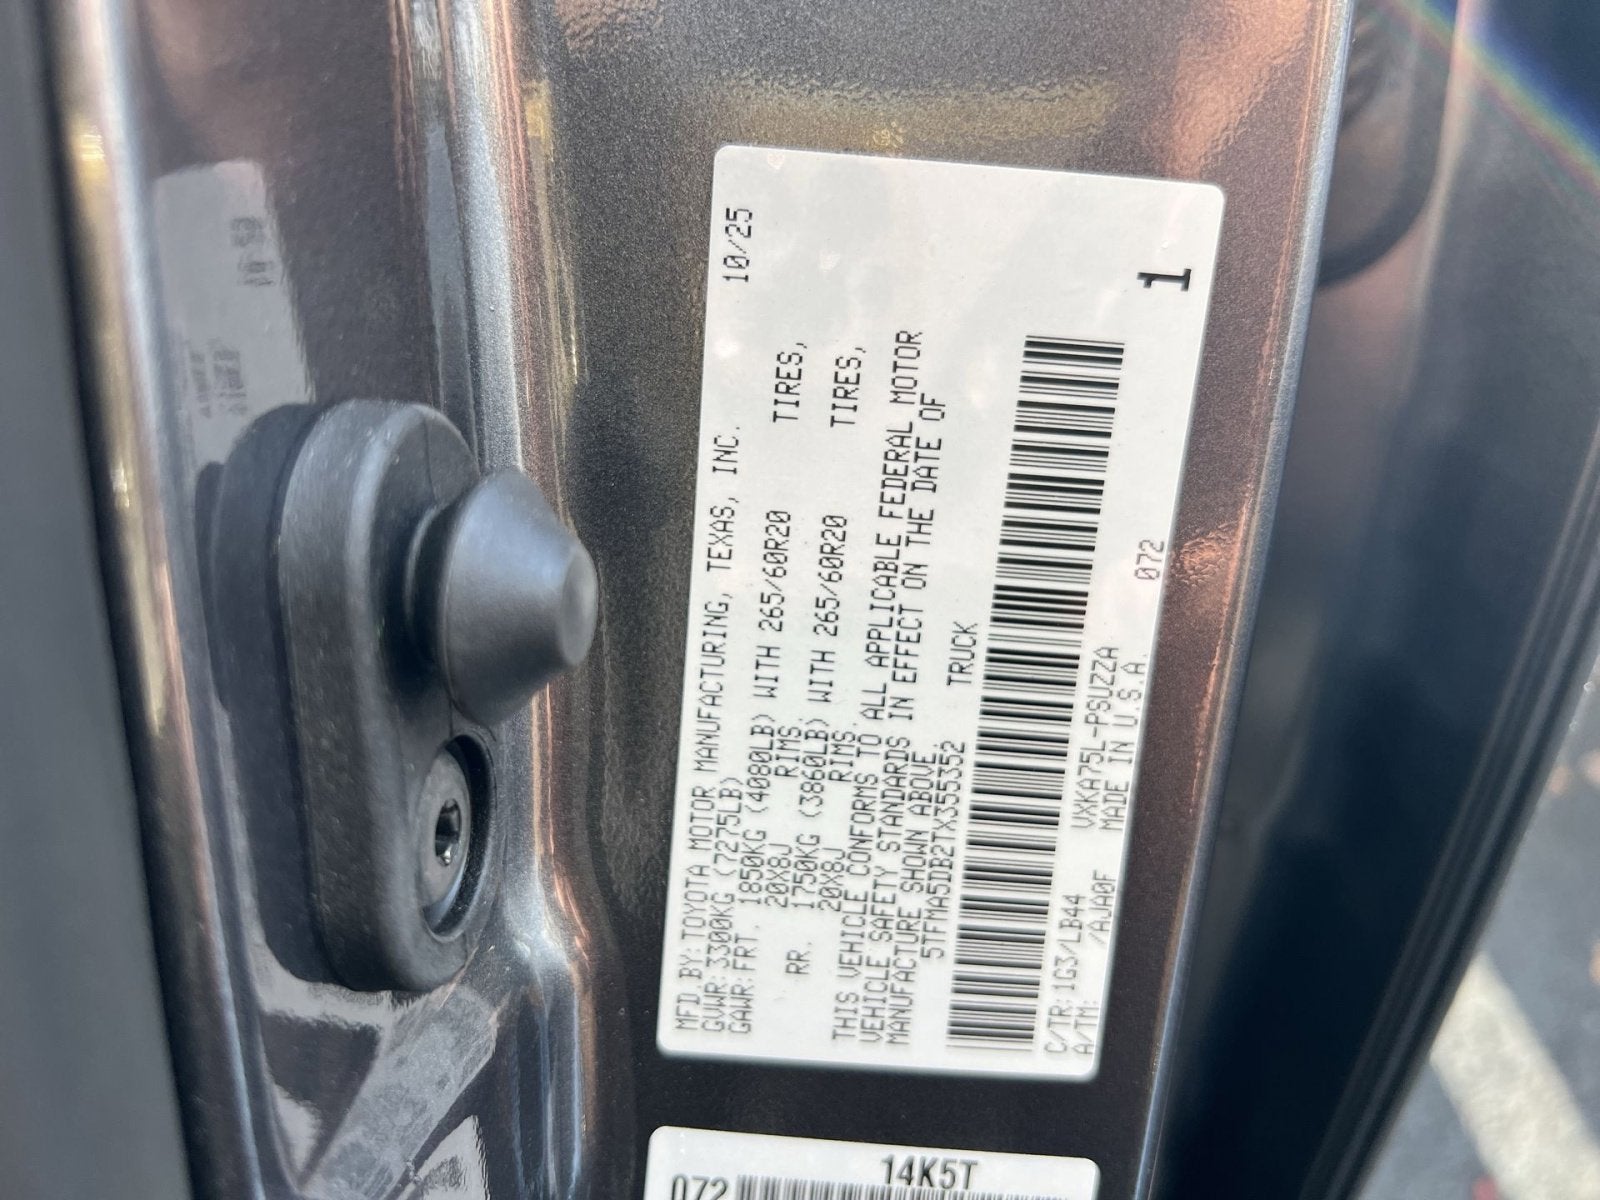 MFD.BY:TOYOTA MOTOR MANUFACTURING, TEXAS, INC. 10/25
GVWR:3300KG (7275LB)
GAWR:FRT. 1850KG (4080LB) WITH 265/60R20 TIRES,
20X8J RIMS
RR. 1750KG (3860LB) WITH 265/60R20 TIRES,
20X8J RIMS.
THIS VEHICLE CONFORMS TO ALL APPLICABLE FEDERAL MOTOR
VEHICLE SAFETY STANDARDS IN EFFECT ON THE DATE OF
MANUFACTURE SHOWN ABOVE.
5TFMA5DB2TX355352 TRUCK
C/TR:1G3/LB44 VXKA75L-PSUZZA 072
A/TM: /AJA0F MADE IN U.S.A.
1
14K5T
072